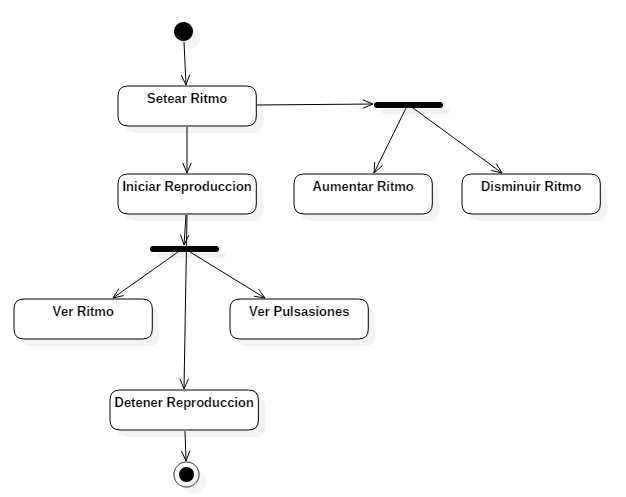 Setear Ritmo
Iniciar Reproduccion
Aumentar Ritmo
Disminuir Ritmo
Ver Ritmo
Ver Pulsasiones
Detener Reproduccion